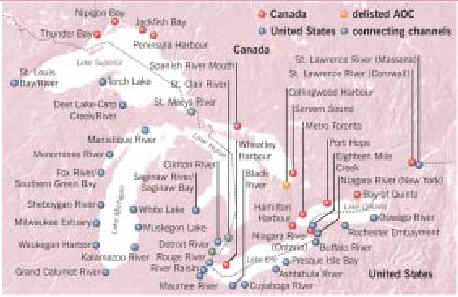 Nipigon Bay
Jackfish Bay
Canada
delisted AOC
Thunder Bay
United States
connecting channels
Peninsula Harbour
Canada
Lake Superior
Spanish River Mouth
St. Lawrence River (Massena)
St. Louis
Bay/River
Torch Lake
St. Clair River
St. Lawrence River (Cornwall)
Collingwood Harbour
Deer Lake-Carp
Creek/River
St. Marys River
Severn Sound
Metro Toronto
Manistique River
Lake Huron
Wheatley
Harbour
Port Hope
Menominee River
Clinton River
Eighteen Mile
Creek
Fox River/
Southern Green Bay
Saginaw River/
Saginaw Bay
Black
River
Niagara River (New York)
Bay of Quinte
Sheboygan River
White Lake
Hamilton
Harbour
Lake Ontario
Oswego River
Milwaukee Estuary
Lake Michigan
Muskegon Lake
Niagara River
(Ontario)
Rochester Embayment
Waukegan Harbor
Kalamazoo River
Detroit River
Buffalo River
Rouge River
Lake Erie
Presque Isle Bay
Grand Calumet River
River Raisin
Ashtabula River
United States
Maumee River
Cuyahoga River